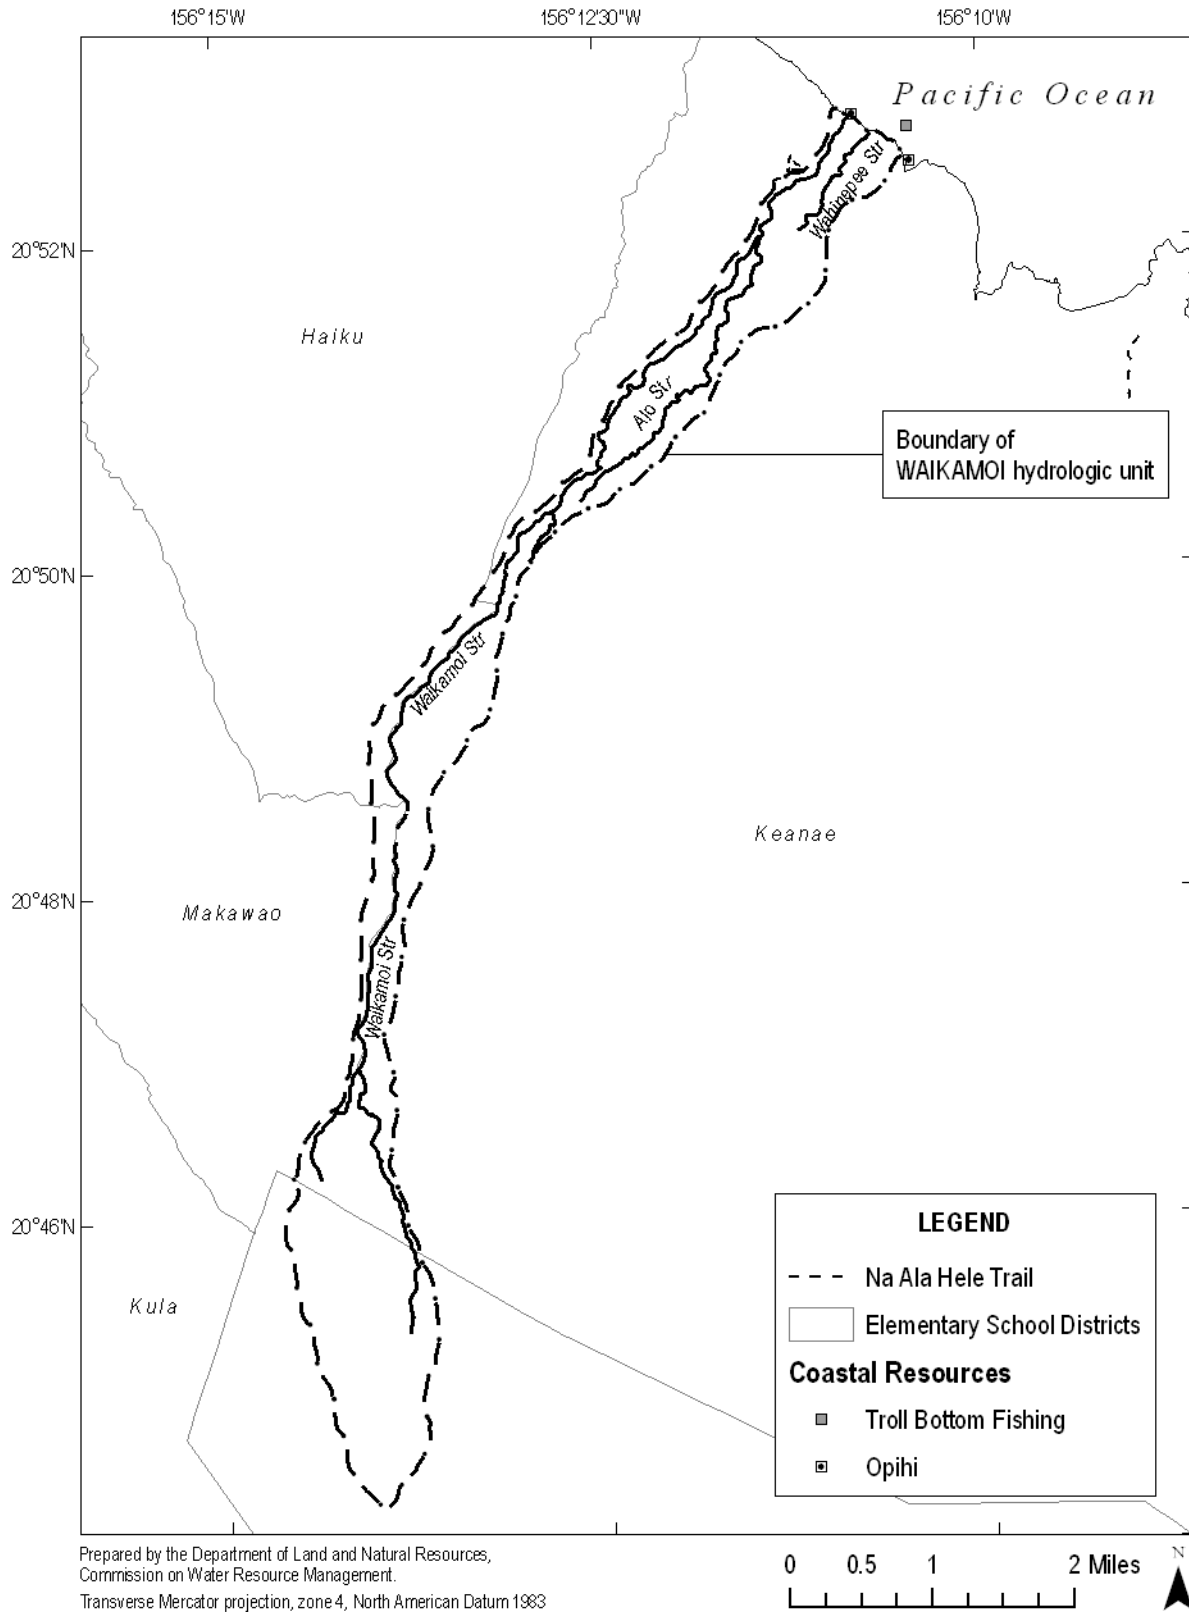 156°15'W
156°12'30"W
156°10'W
Pacific Ocean
Wahinepee Str
20°52'N
Haiku
Alo Str
Boundary of
WAIKAMOI hydrologic unit
20°50'N
Waikamoi Str
Keanae
20°48'N
Makawao
Waikamoi Str
20°46'N
Kula
LEGEND
Na Ala Hele Trail
Elementary School Districts
Coastal Resources
Troll Bottom Fishing
Opihi
Prepared by the Department of Land and Natural Resources,
Commission on Water Resource Management.
Transverse Mercator projection, zone 4, North American Datum 1983
0 0.5 1 2 Miles
N